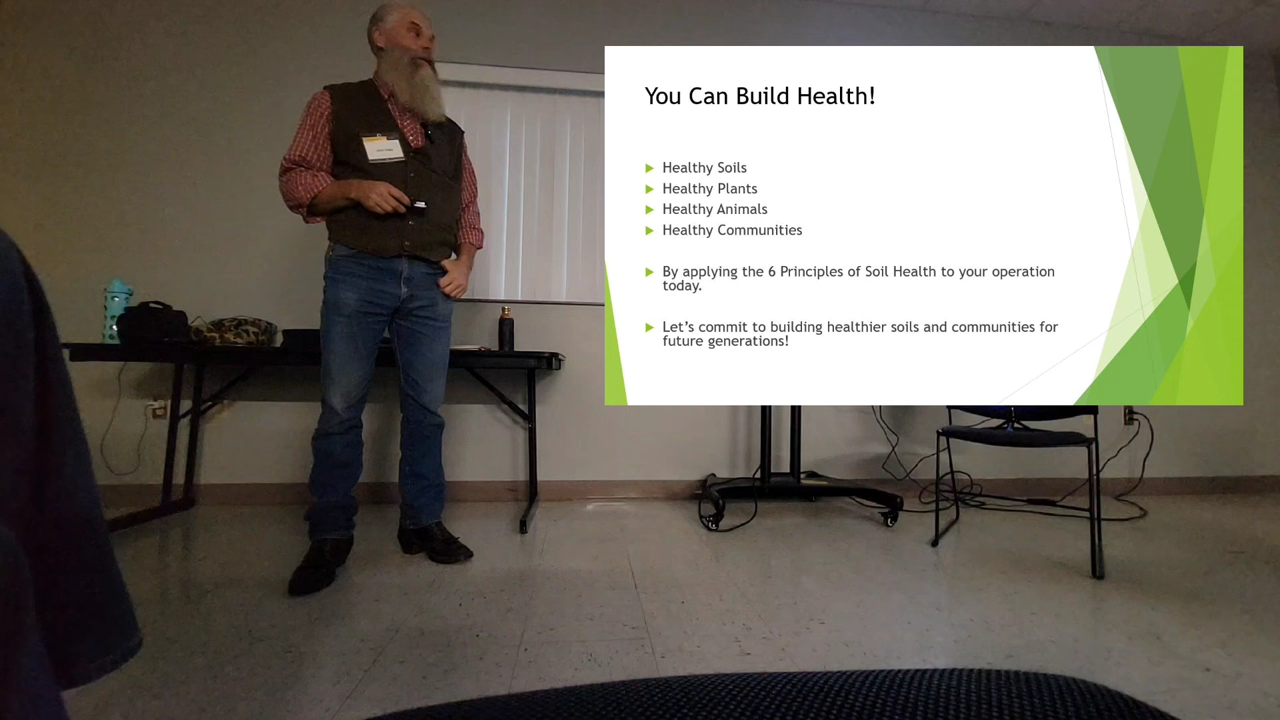 You Can Build Health!
Healthy Soils
Healthy Plants
Healthy Animals
Healthy Communities
By applying the 6 Principles of Soil Health to your operation
today.
Let's commit to building healthier soils and communities for
future generations!